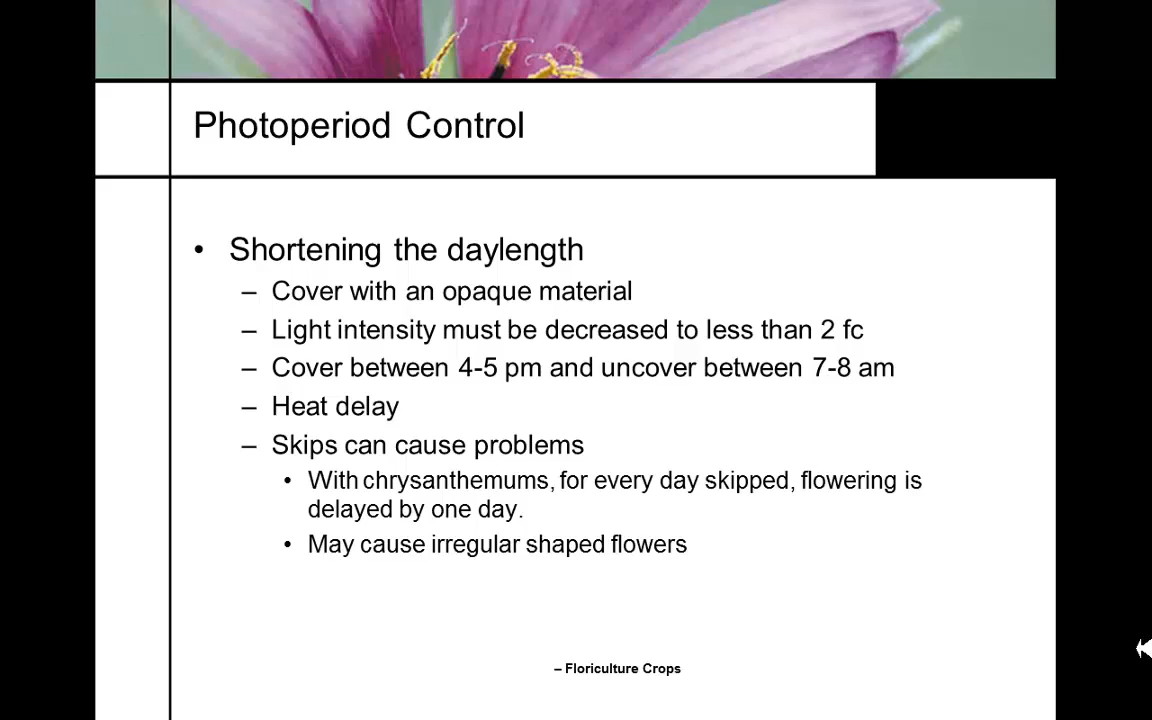 Photoperiod Control
• Shortening the daylength
– Cover with an opaque material
– Light intensity must be decreased to less than 2 fc
– Cover between 4-5 pm and uncover between 7-8 am
– Heat delay
– Skips can cause problems
• With chrysanthemums, for every day skipped, flowering is
delayed by one day.
• May cause irregular shaped flowers
– Floriculture Crops